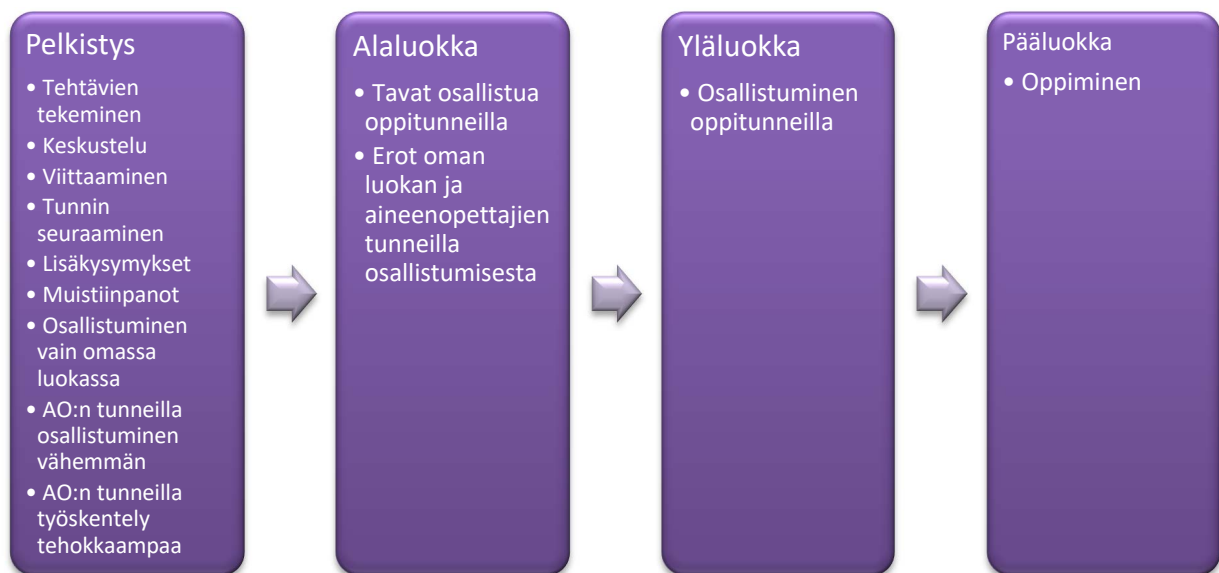 Pelkistys
• Tehtävien
tekeminen
• Keskustelu
• Viittaaminen
• Tunnin
seuraaminen
• Lisäkysymykset
• Muistiinpanot
• Osallistuminen
vain omassa
luokassa
• AO:n tunneilla
osallistuminen
vähemmän
• AO:n tunneilla
työskentely
tehokkaampaa
Alaluokka
• Tavat osallistua
oppitunneilla
• Erot oman
luokan ja
aineenopettajien
tunneilla
osallistumisesta
Yläluokka
• Osallistuminen
oppitunneilla
Pääluokka
• Oppiminen